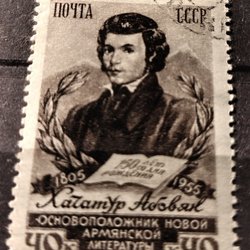 ПОЧТА СССР
150 лет
со дня
рождения
1805 1955
Хачатур Абовян
ОСНОВОПОЛОЖНИК НОВОЙ
АРМЯНСКОЙ
40 ЛИТЕРАТУРЫ 40